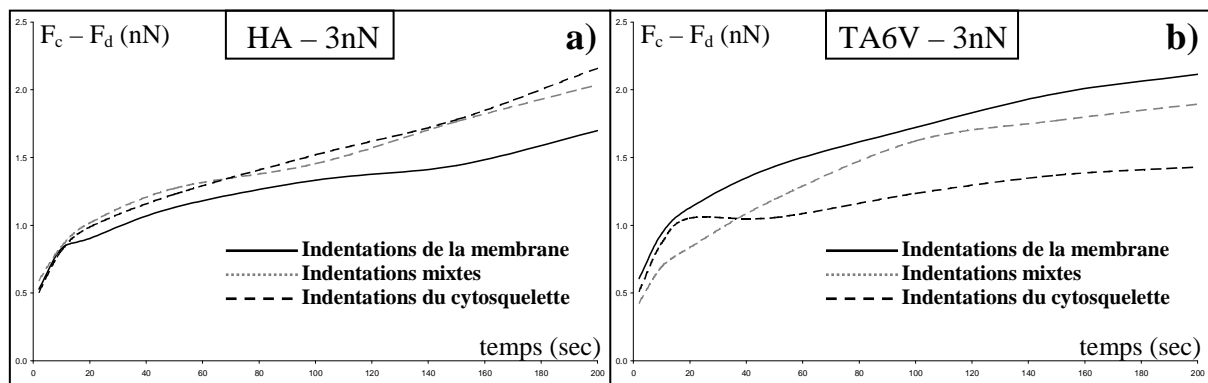 F_c – F_d (nN)
HA – 3nN
a)
2.5
2.0
1.5
1.0
0.5
0.0
Indentations de la membrane
Indentations mixtes
Indentations du cytosquelette
temps (sec)
0 20 40 60 80 100 120 140 160 180 200
F_c – F_d (nN)
TA6V – 3nN
b)
2.5
2.0
1.5
1.0
0.5
0.0
Indentations de la membrane
Indentations mixtes
Indentations du cytosquelette
temps (sec)
0 20 40 60 80 100 120 140 160 180 200